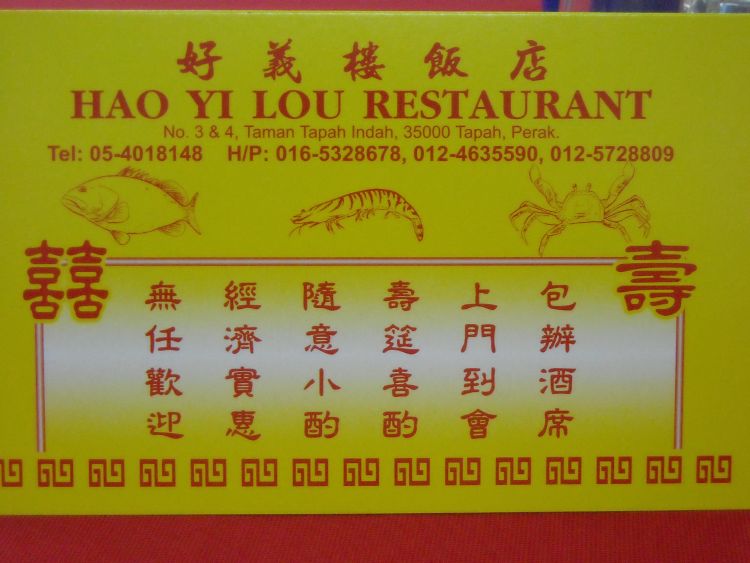 好義樓飯店
HAO YI LOU RESTAURANT
No. 3 & 4, Taman Tapah Indah, 35000 Tapah, Perak.
Tel: 05-4018148 H/P: 016-5328678, 012-4635590, 012-5728809
囍
壽
包辦酒席
上門到會
壽筵喜酌
隨意小酌
經濟實惠
無任歡迎